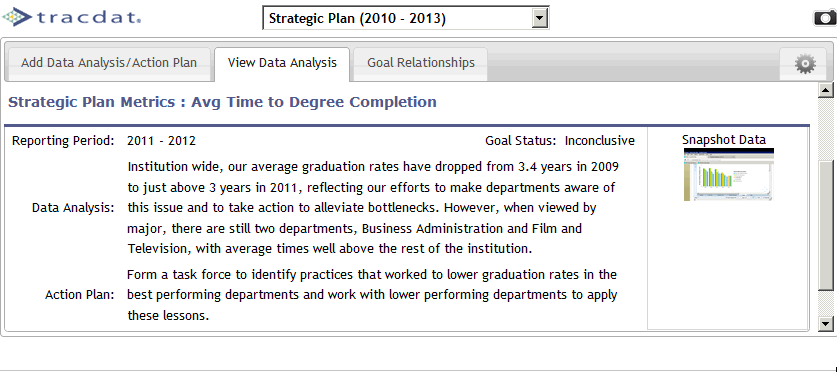 tracdat.
Strategic Plan (2010 - 2013)
Add Data Analysis/Action Plan
View Data Analysis
Goal Relationships
Strategic Plan Metrics : Avg Time to Degree Completion
Reporting Period: 2011 - 2012
Goal Status: Inconclusive
Snapshot Data
Data Analysis:
Institution wide, our average graduation rates have dropped from 3.4 years in 2009
to just above 3 years in 2011, reflecting our efforts to make departments aware of
this issue and to take action to alleviate bottlenecks. However, when viewed by
major, there are still two departments, Business Administration and Film and
Television, with average times well above the rest of the institution.
Action Plan:
Form a task force to identify practices that worked to lower graduation rates in the
best performing departments and work with lower performing departments to apply
these lessons.